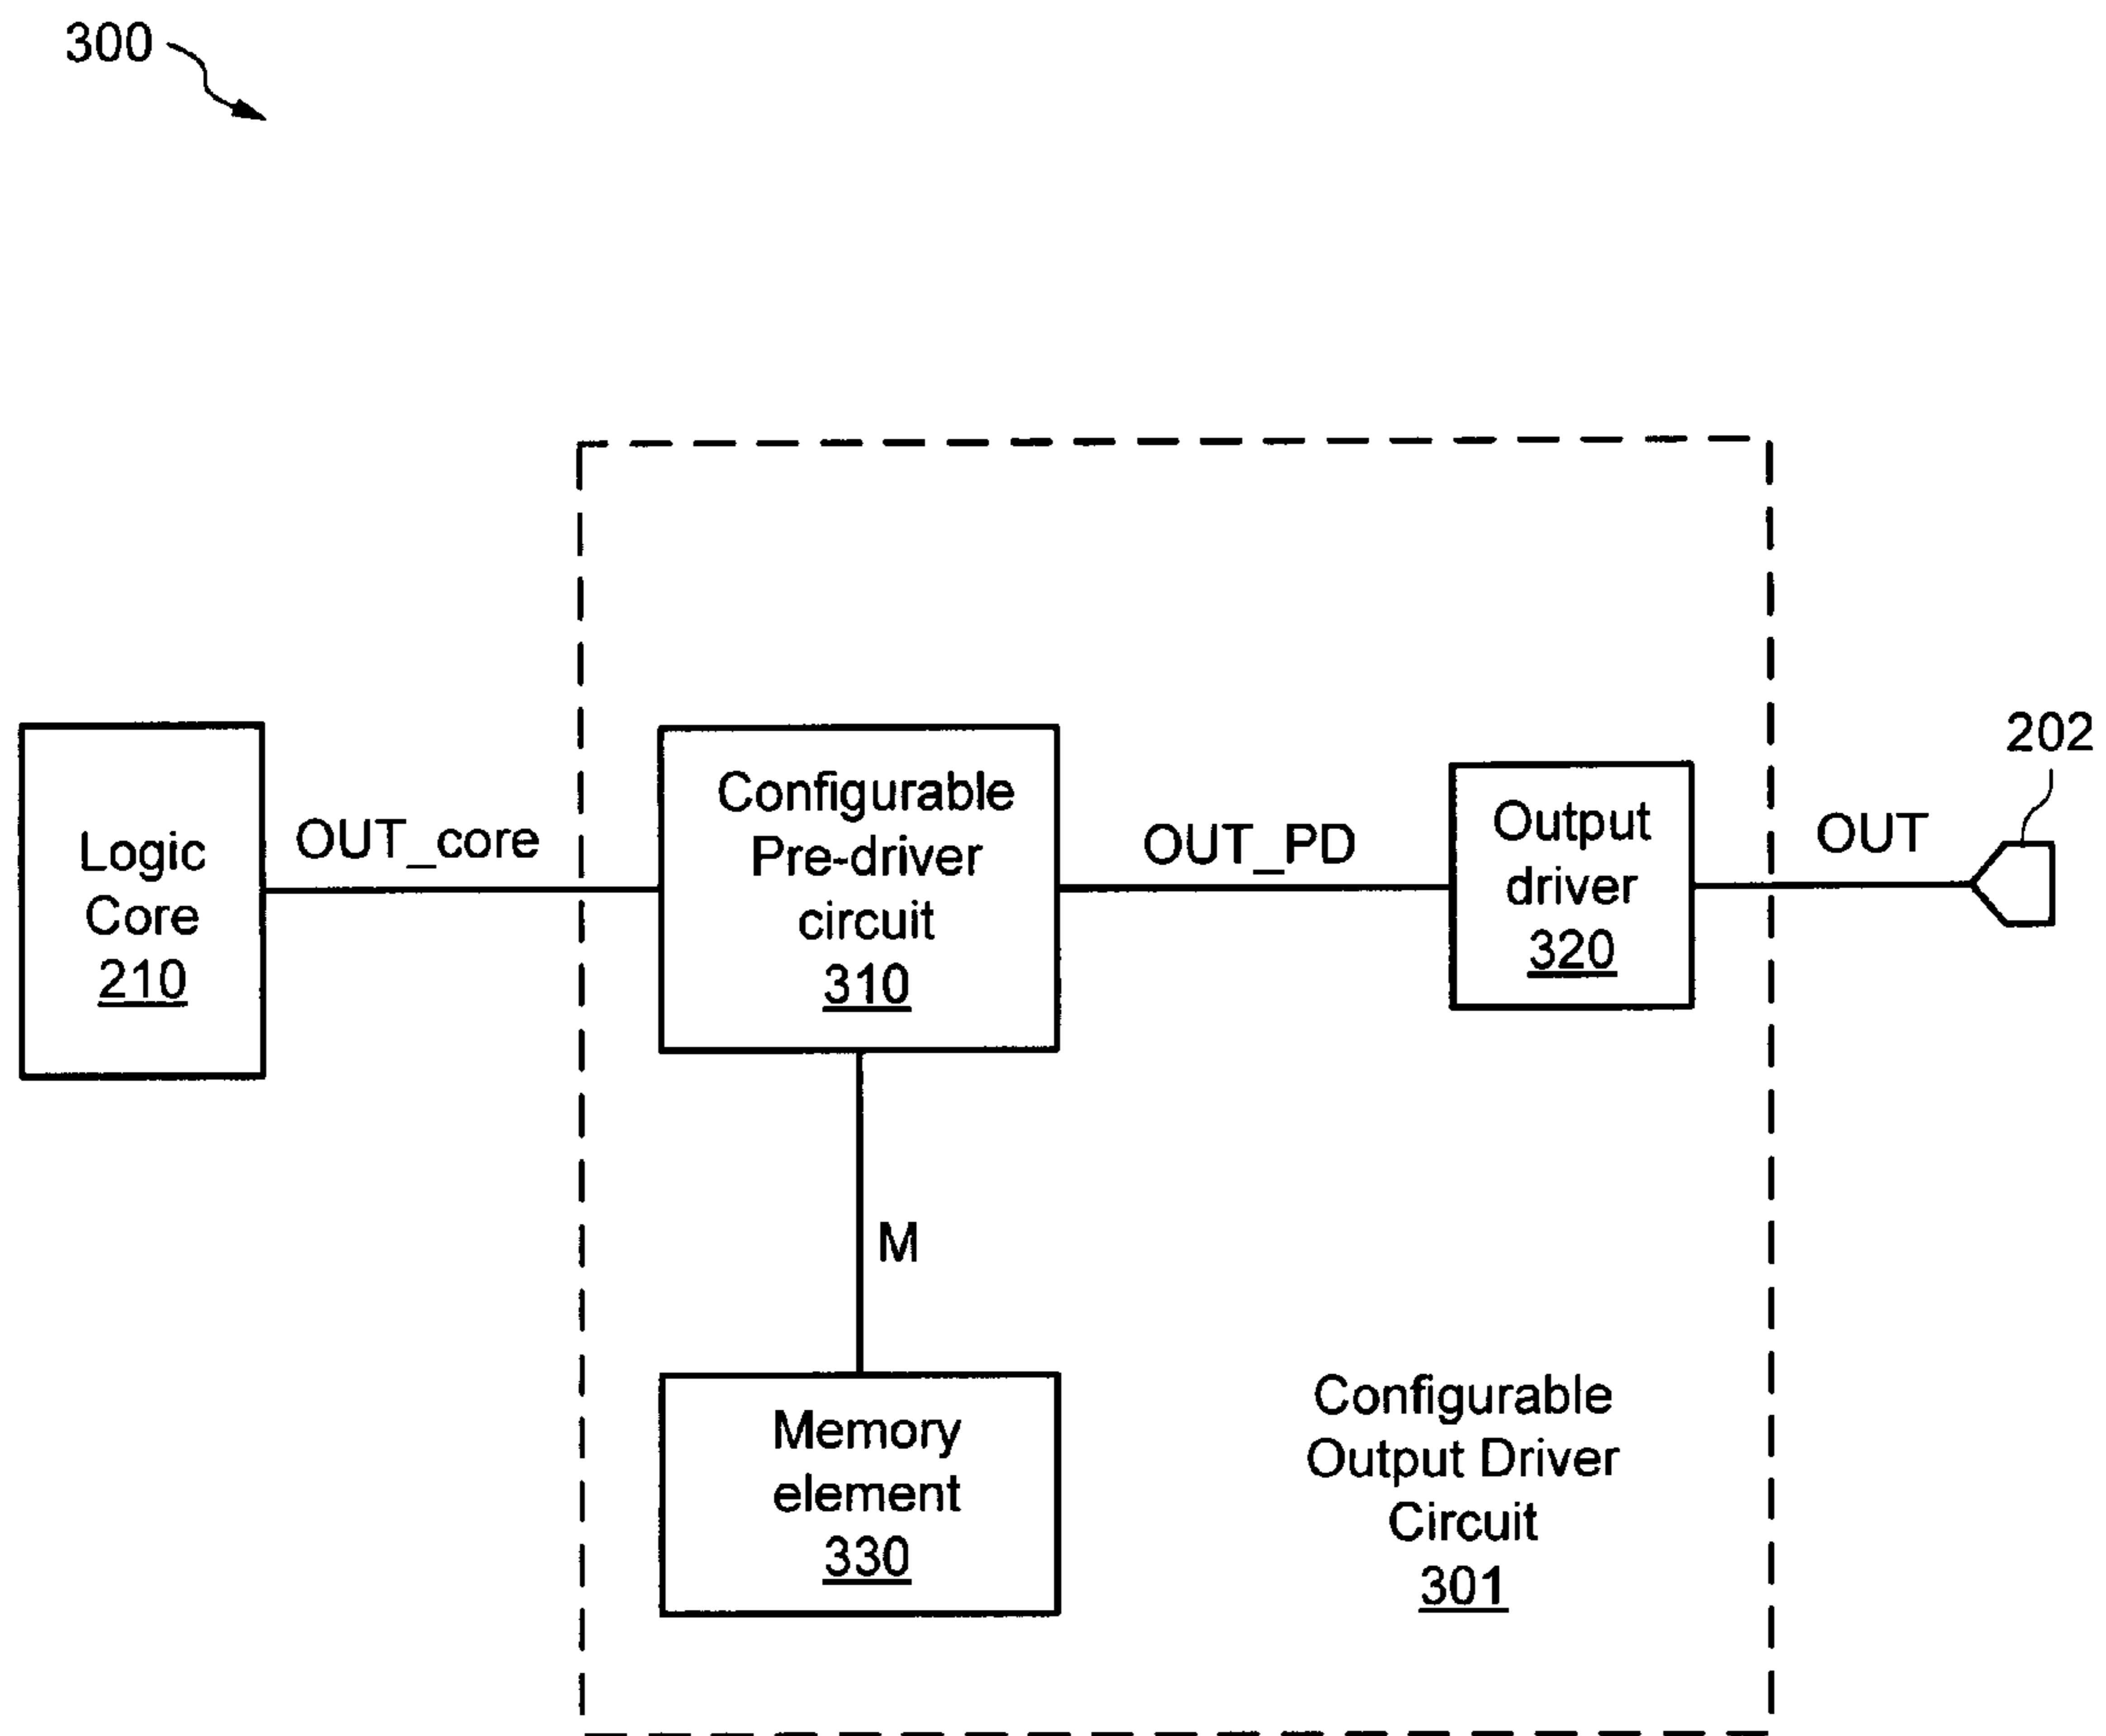 300
202
Logic
Core
210
OUT_core
Configurable
Pre-driver
circuit
310
OUT_PD
Output
driver
320
OUT
M
Memory
element
330
Configurable
Output Driver
Circuit
301